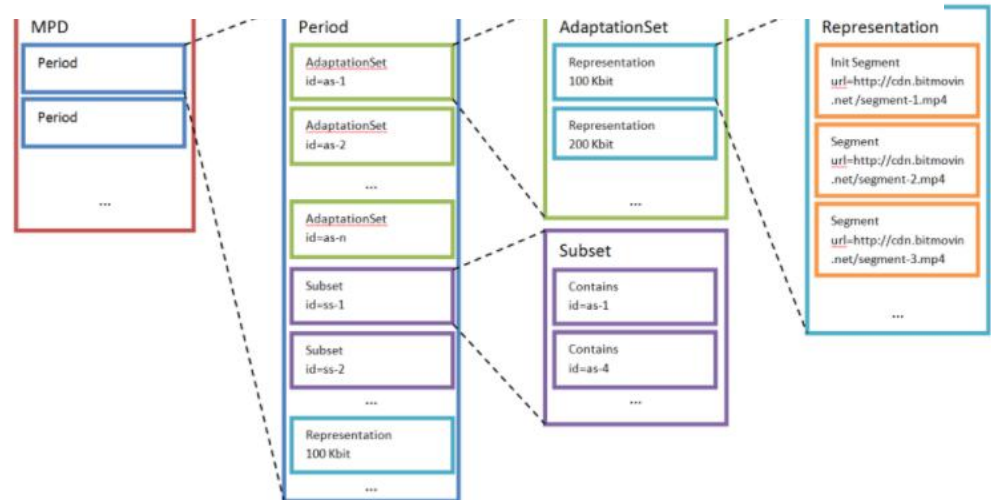 MPD
Period
Period
...
Period
AdaptationSet
id=as-1
AdaptationSet
id=as-2
...
AdaptationSet
id=as-n
Subset
id=ss-1
Subset
id=ss-2
...
Representation
100 Kbit
...
AdaptationSet
Representation
100 Kbit
Representation
200 Kbit
...
Subset
Contains
id=as-1
Contains
id=as-4
...
Representation
Init Segment
url=http://cdn.bitmovin
.net/segment-1.mp4
Segment
url=http://cdn.bitmovin
.net/segment-2.mp4
Segment
url=http://cdn.bitmovin
.net/segment-3.mp4
...